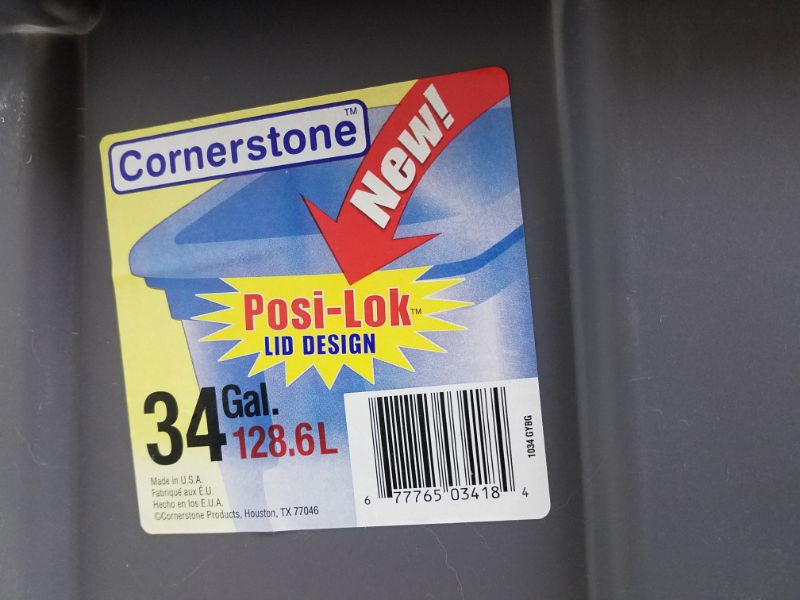 Cornerstone™
New!
Posi-Lok™
LID DESIGN
34 Gal.
128.6 L
Made in U.S.A.
Fabriqué aux É.U.
Hecho en los E.U.A.
©Cornerstone Products, Houston, TX 77046
6 77765 03418 4
1034 GYBG